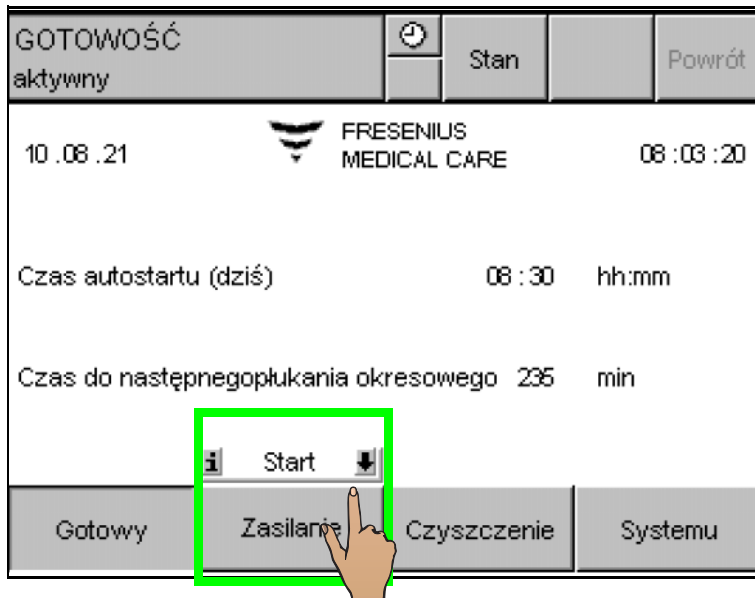 GOTOWOŚĆ
aktywny
Stan
Powrót
10.08.21
FRESENIUS
MEDICAL CARE
08:03:20
Czas autostartu (dziś) 08:30 hh:mm
Czas do następnegopłukania okresowego 235 min
i Start
Gotowy Zasilanie Czyszczenie Systemu